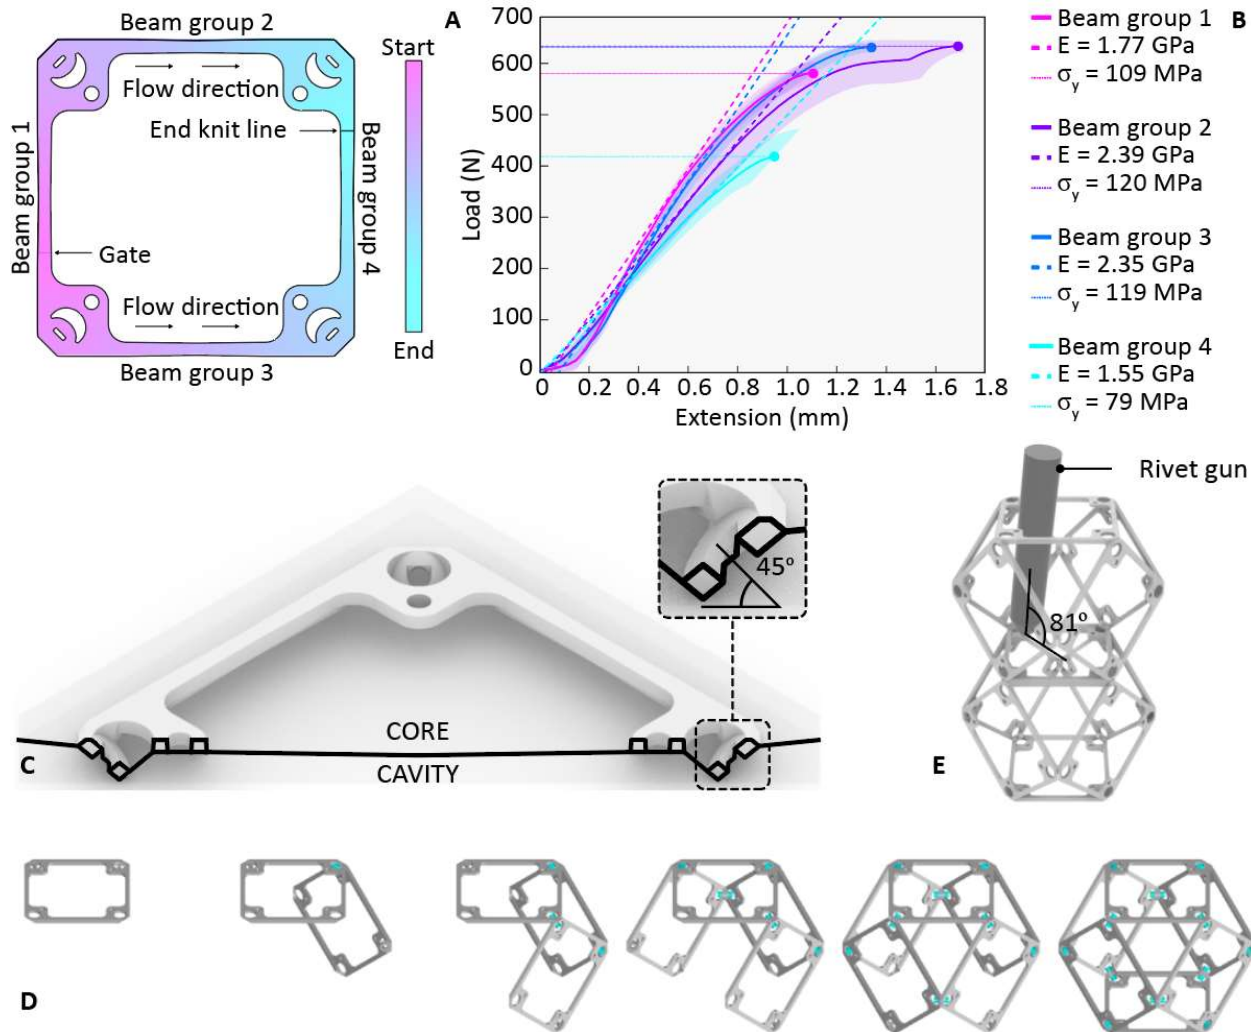 Beam group 2
A
Start
Flow direction
End knit line
Beam group 1
Beam group 4
Gate
Flow direction
End
Beam group 3
B
Load (N)
700
600
500
400
300
200
100
0
0
0.2
0.4
0.6
0.8
1.0
1.2
1.4
1.6
1.8
Extension (mm)
Beam group 1
E = 1.77 GPa
σy = 109 MPa
Beam group 2
E = 2.39 GPa
σy = 120 MPa
Beam group 3
E = 2.35 GPa
σy = 119 MPa
Beam group 4
E = 1.55 GPa
σy = 79 MPa
45º
CORE
CAVITY
C
Rivet gun
81º
E
D